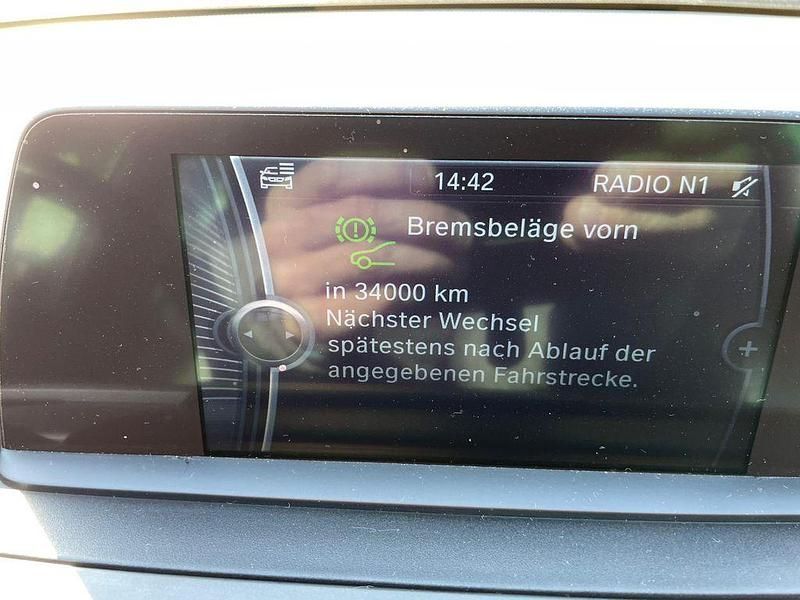 14:42 RADIO N1
Bremsbeläge vorn
in 34000 km
Nächster Wechsel
spätestens nach Ablauf der
angegebenen Fahrstrecke.